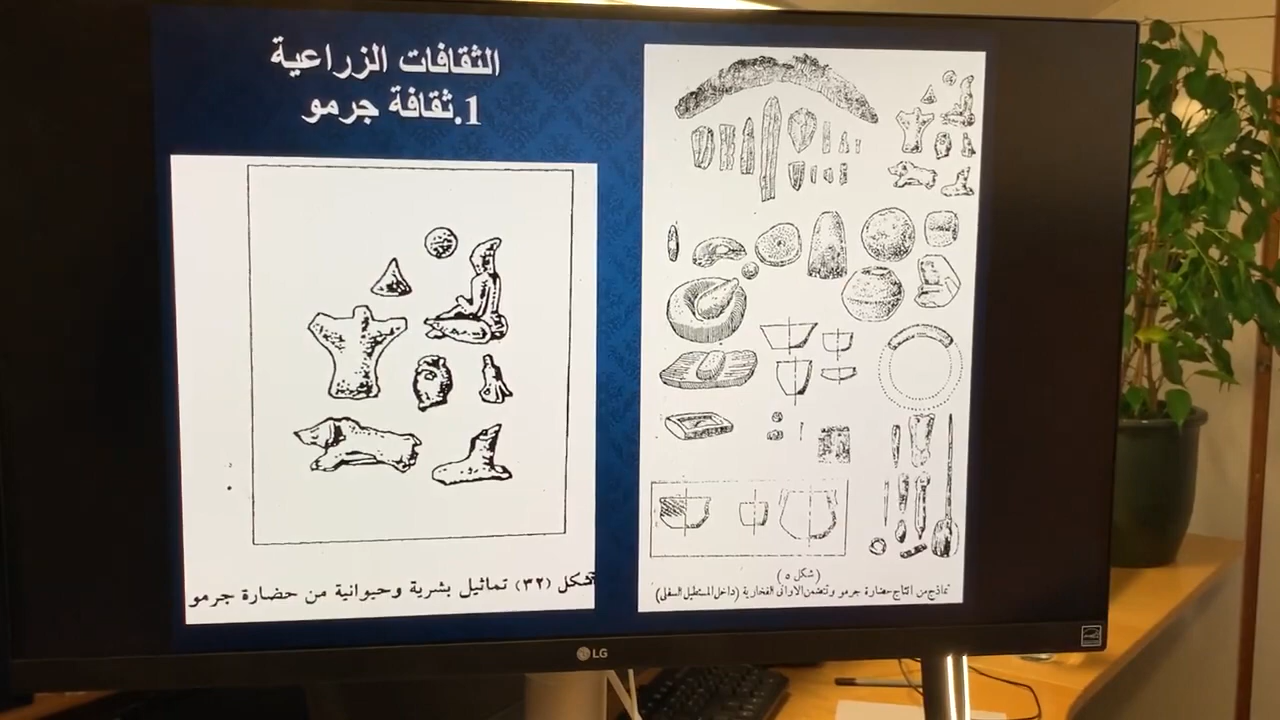 الثقافات الزراعية
1.ثقافة جرمو
شكل (٣٢) تماثيل بشرية وحيوانية من حضارة جرمو
(شكل ٥)
نماذج من انتاج حضارة جرمو وتتضمن الاواني الفخارية (داخل المستطيل السفلي)
LG